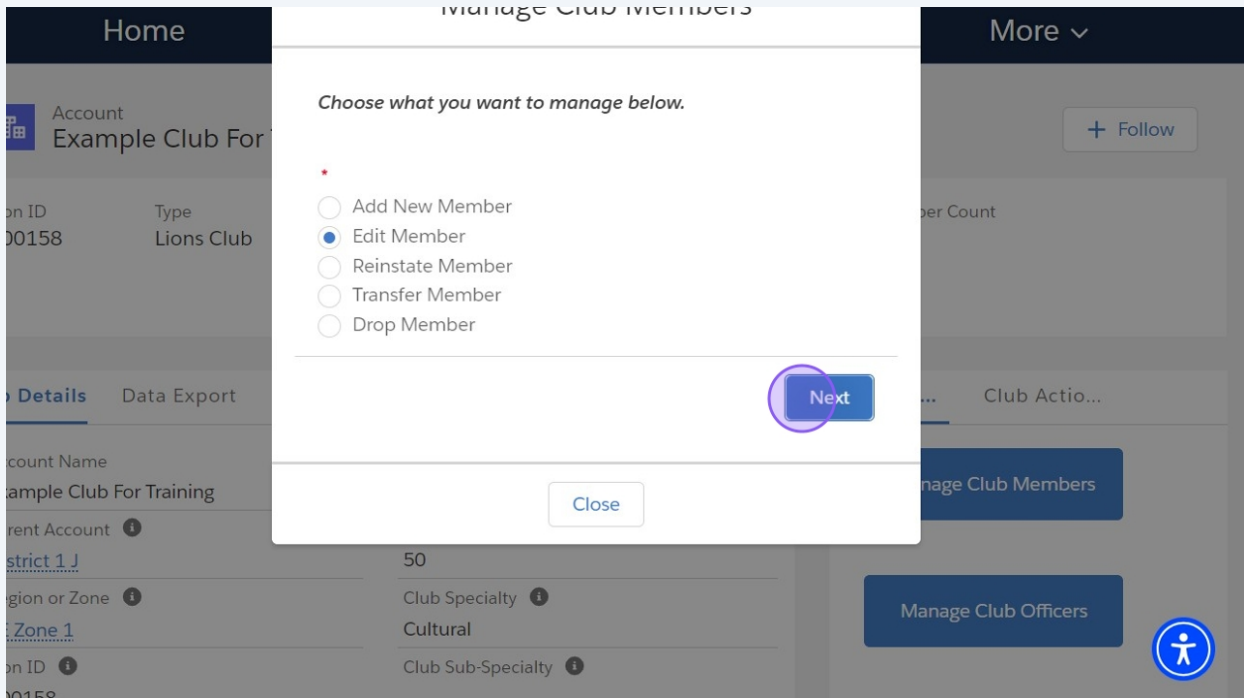 Manage Club Members
Home
More
Choose what you want to manage below.
Account
Example Club For
+ Follow
*
on ID
Type
00158
Lions Club
Add New Member
Edit Member
Reinstate Member
Transfer Member
Drop Member
ber Count
Details
Data Export
Next
...
Club Actio...
ccount Name
ample Club For Training
nage Club Members
Close
rent Account
strict 1 J
50
egion or Zone
Club Specialty
Zone 1
Cultural
Manage Club Officers
on ID
Club Sub-Specialty
00158